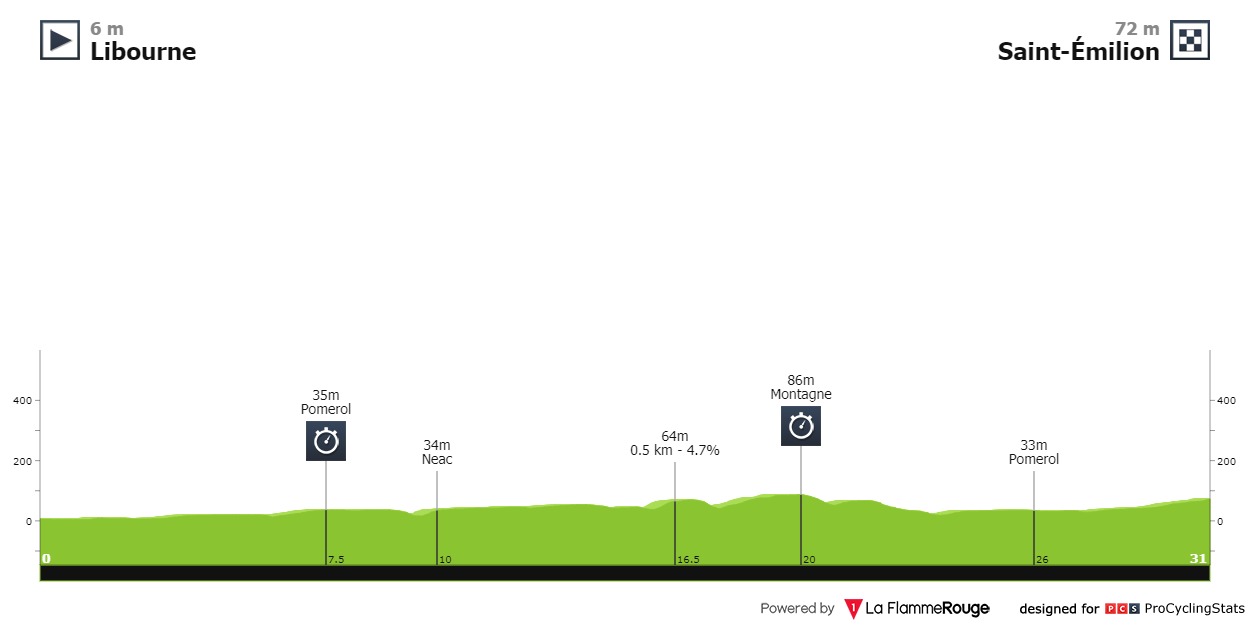 6 m
Libourne
72 m
Saint-Émilion
86m
Montagne
35m
Pomerol
400
400
64m
0.5 km - 4.7%
34m
Neac
33m
Pomerol
200
200
0
0
0
7.5
10
16.5
20
26
31
Powered by La FlammeRouge designed for PCS ProCyclingStats